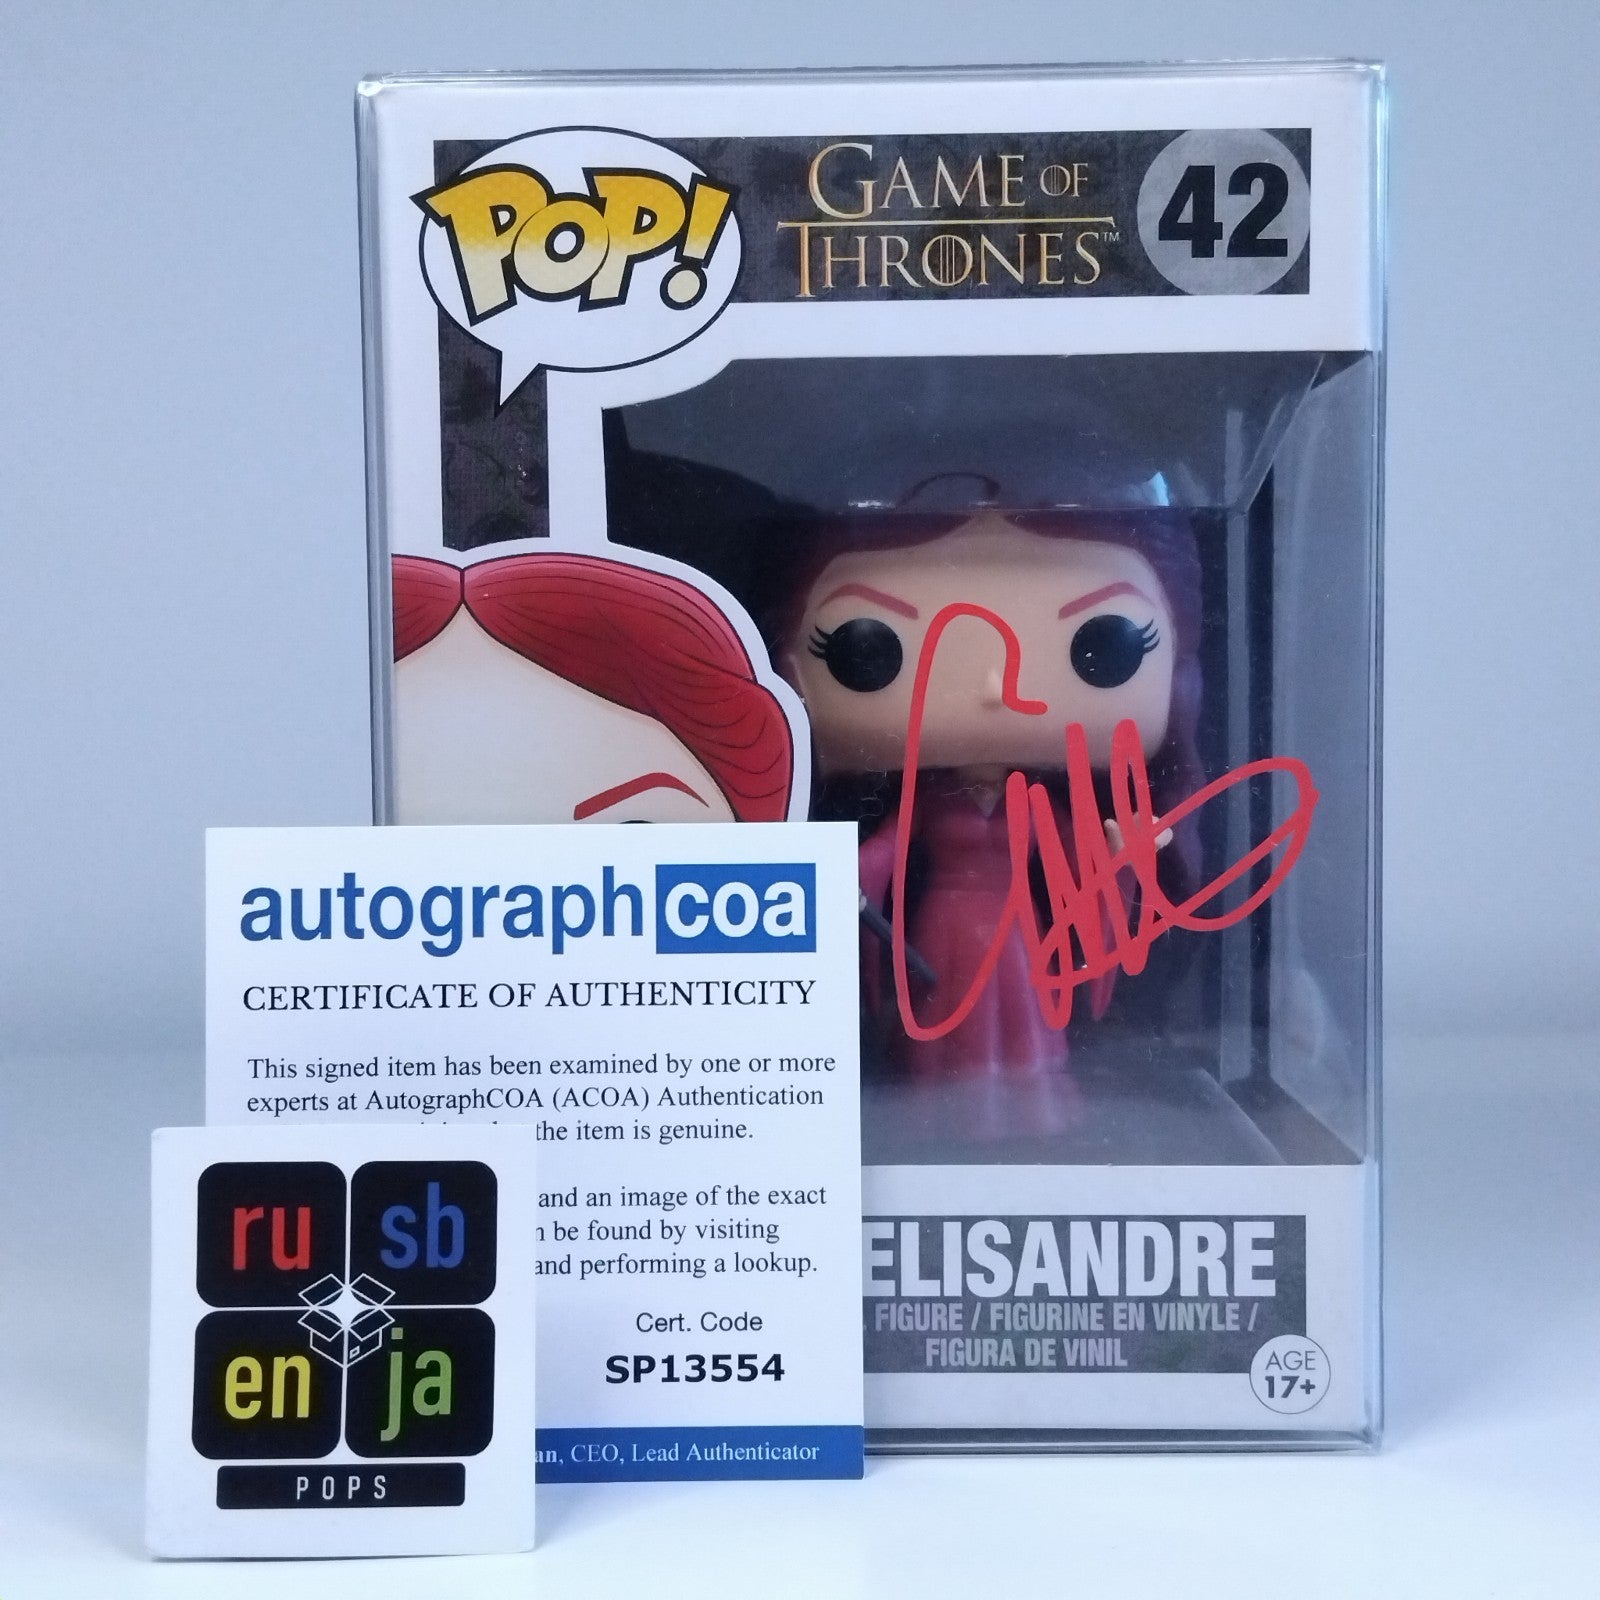 POP!
GAME OF
THRONES™
42
autographcoa
CERTIFICATE OF AUTHENTICITY
This signed item has been examined by one or more
experts at AutographCOA (ACOA) Authentication
the item is genuine.
and an image of the exact
be found by visiting
and performing a lookup.
Cert. Code
SP13554
CEO, Lead Authenticator
ru sb
en ja
POPS
ELISANDRE
FIGURE / FIGURINE EN VINYLE /
FIGURA DE VINIL
AGE
17+